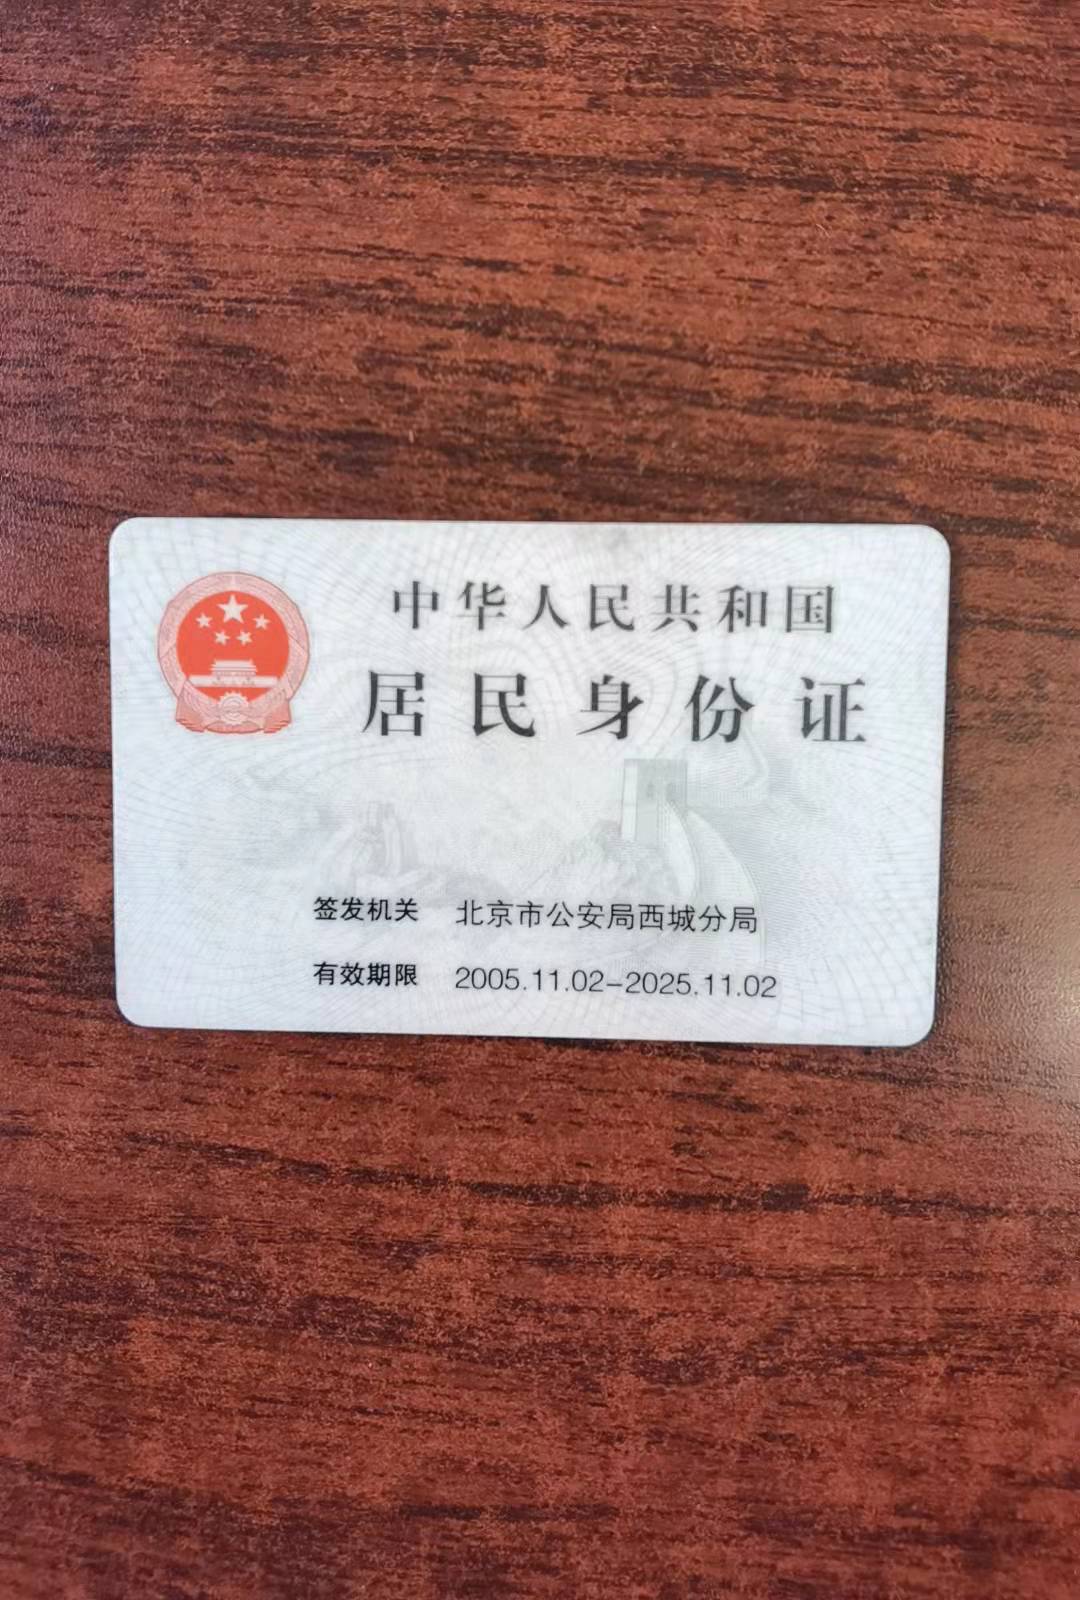 中华人民共和国
居民身份证
签发机关 北京市公安局西城分局
有效期限 2005.11.02-2025.11.02